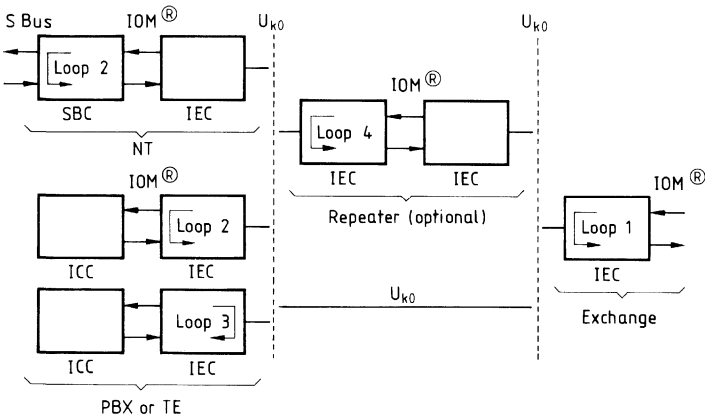 S Bus IOM® Uk0 Uk0
Loop 2
SBC IEC
NT
IOM®
Loop 4
IEC IEC
Repeater (optional)
IOM®
Loop 2
ICC IEC
IOM®
Loop 1
IEC
Exchange
Uk0
Loop 3
ICC IEC
PBX or TE